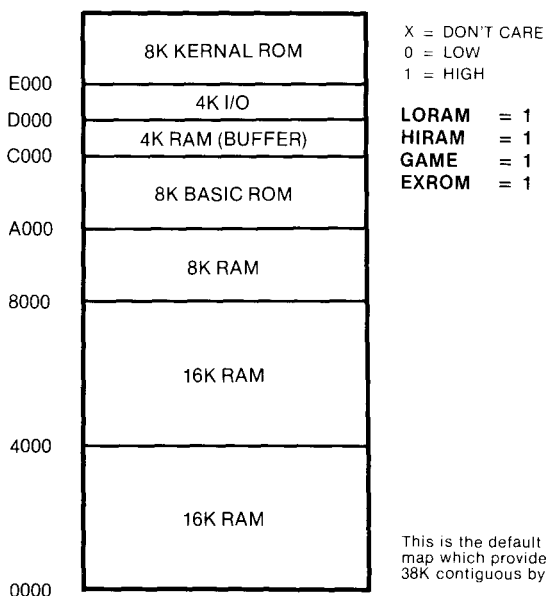 8K KERNAL ROM
E000
4K I/O
D000
4K RAM (BUFFER)
C000
8K BASIC ROM
A000
8K RAM
8000
16K RAM
4000
16K RAM
0000
X = DON'T CARE
0 = LOW
1 = HIGH
LORAM = 1
HIRAM = 1
GAME = 1
EXROM = 1
This is the default
map which provide
38K contiguous by